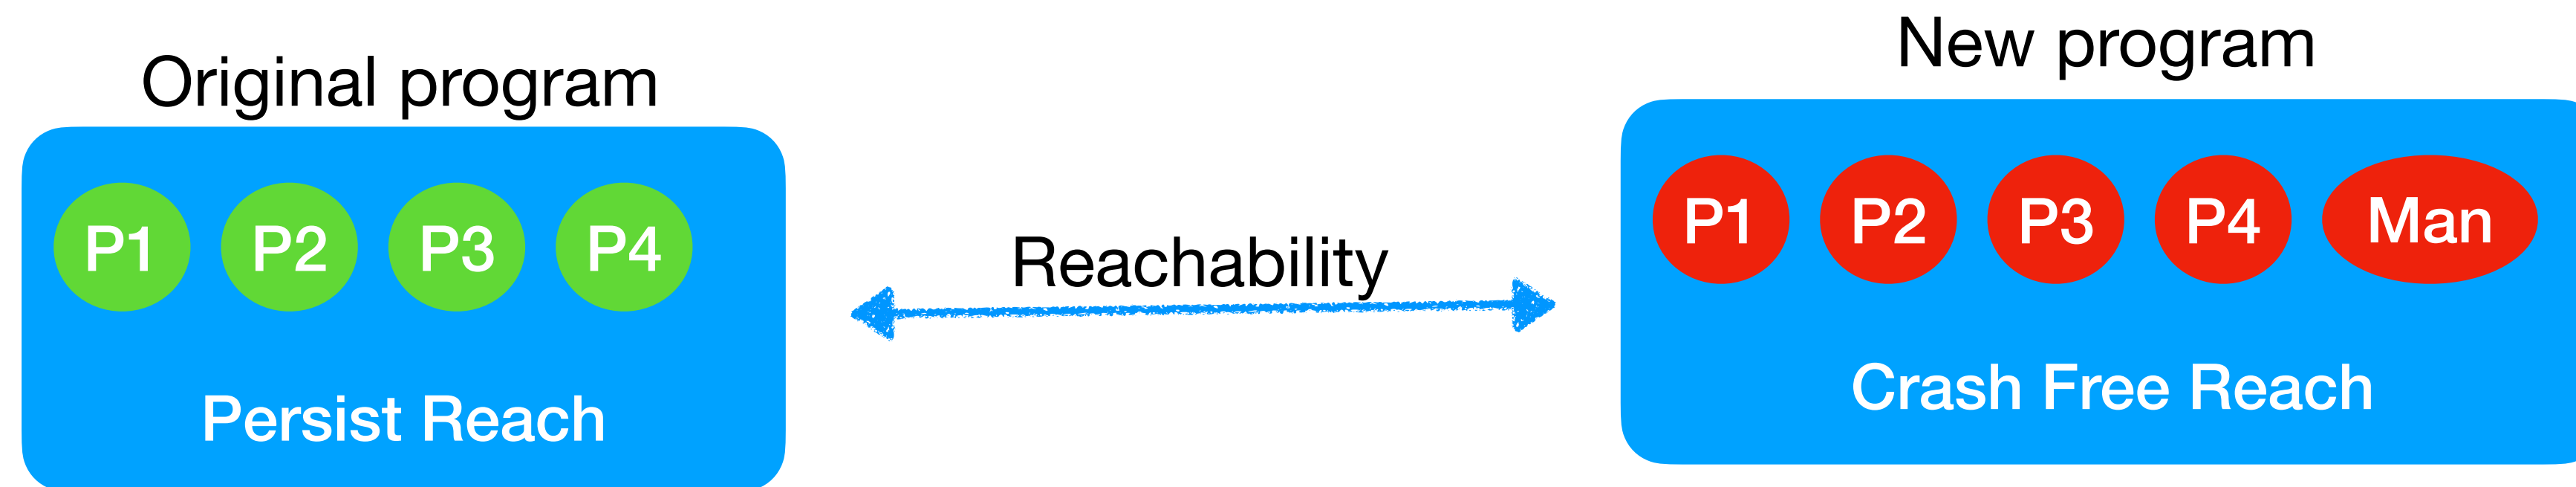 Original program
P1 P2 P3 P4
Persist Reach
Reachability
New program
P1 P2 P3 P4 Man
Crash Free Reach